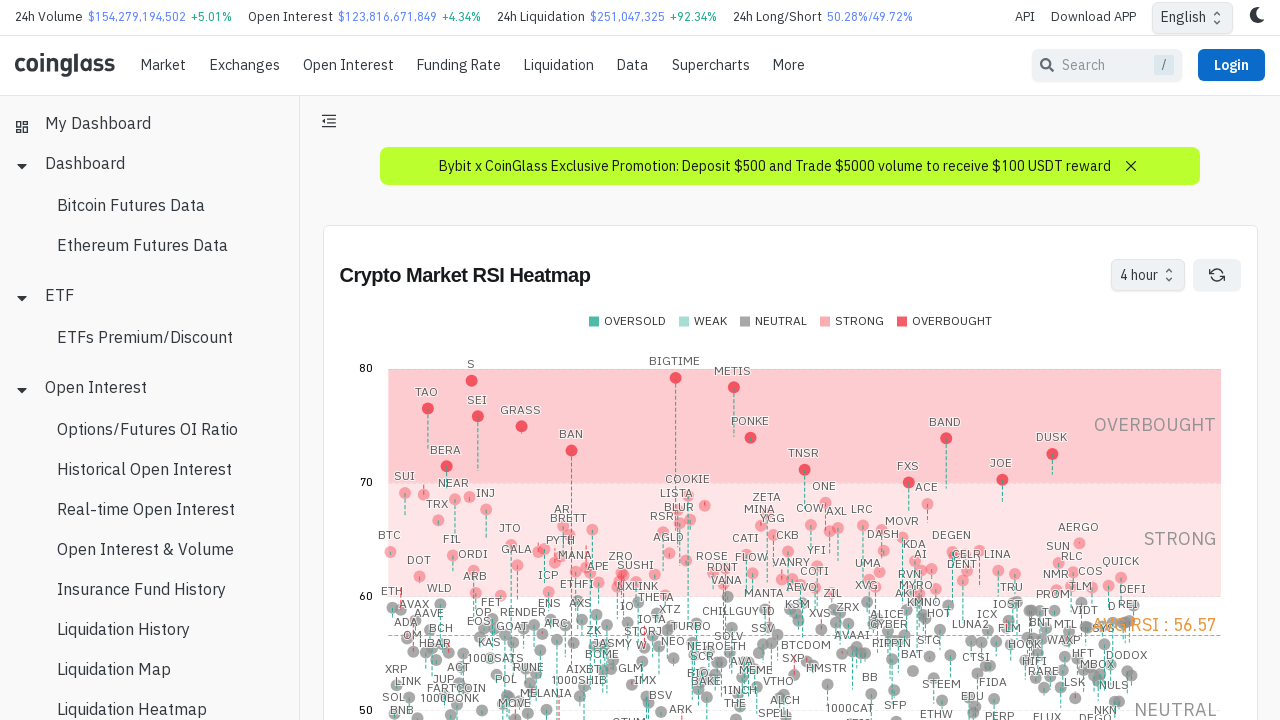 24h Volume $154,279,194,502 +5.01% Open Interest $123,816,671,849 +4.34% 24h Liquidation $251,047,325 +92.34% 24h Long/Short 50.28%/49.72% API Download APP English
coinglass Market Exchanges Open Interest Funding Rate Liquidation Data Supercharts More Search / Login
My Dashboard
Dashboard
Bitcoin Futures Data
Ethereum Futures Data
ETF
ETFs Premium/Discount
Open Interest
Options/Futures OI Ratio
Historical Open Interest
Real-time Open Interest
Open Interest & Volume
Insurance Fund History
Liquidation History
Liquidation Map
Liquidation Heatmap
Bybit x CoinGlass Exclusive Promotion: Deposit $500 and Trade $5000 volume to receive $100 USDT reward
Crypto Market RSI Heatmap
4 hour
OVERSOLD WEAK NEUTRAL STRONG OVERBOUGHT
80
S BIGTIME METIS
TAO SEI GRASS PONKE BAND
BAN DUSK
OVERBOUGHT
BERA TNSR FXS JOE
70
SUI NEAR INJ COOKIE ONE ACE
LISTA ZETA
TRX BLUR MINA COW AXL LRC
BRETT RSR YGG MOVR
BTC FIL JTO AGLD CATI CKB DASH DEGEN AERGO
STRONG
DOT ORDI GALA PYTH MANA ZRO ROSE FLOW YFI KDA AI CELR LINA SUN RLC
WLD ARB ICP APE SUSHI RDNT VANRY COTI UMA RVN DENT NMR COS QUICK
60
ETH ETHFI VANA MANTA AEVO XVG MYRO TRU TLM DEFI
AVAX AAVE FET ENS AXS THETA ZIL KMNO IOST PROM
ADA OP RENDER IO XTZ CHILLGUY KSM XVS ZRX ALICE HOT ICX VIDT REI
BCH EOS GOAT ARC ZK IOTA TURBO SSV CYBER LUNA2 FLM BNT MTL
AVG RSI : 56.57
HBAR KAS JASMY NEO SOLV AVAAI PIPPIN STG HOOK WAXP
1000SATS BOME NEIROETH BTCDOM BAT CTSI HIFI HFT DODOX
XRP ACT RUNE AIXBT GLM MEME SXP HMSTR RARE MBOX
LINK JUP POL 1000SHIB IMX BAKE VTHO BB STEEM FIDA LSK NULS
SOL FARTCOIN MELANIA BSV 1INCH
1000BONK MOVE THE ALCH SFP EDU
BNB ARK SPELL 1000CAT ETHW PERP FLUX NKN
50
NEUTRAL